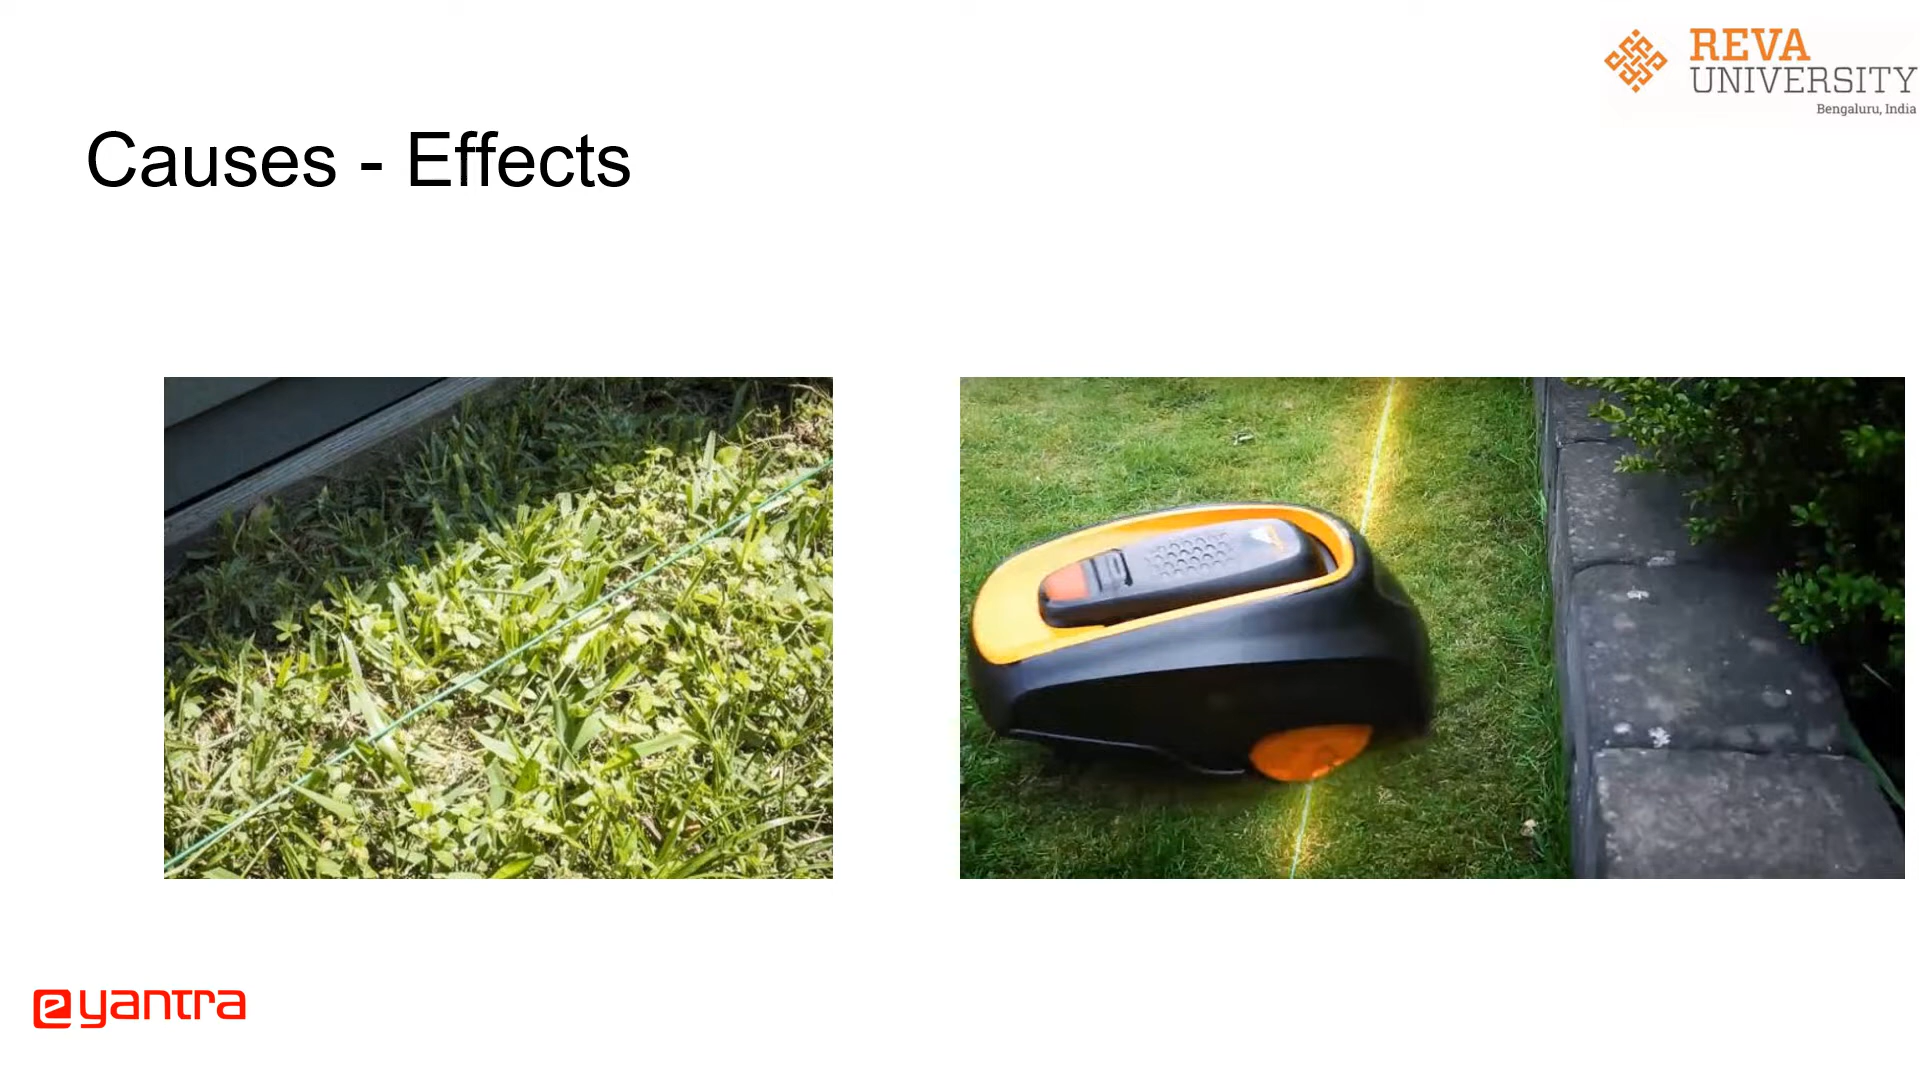 REVA
UNIVERSITY
Bengaluru, India
Causes - Effects
eyantra